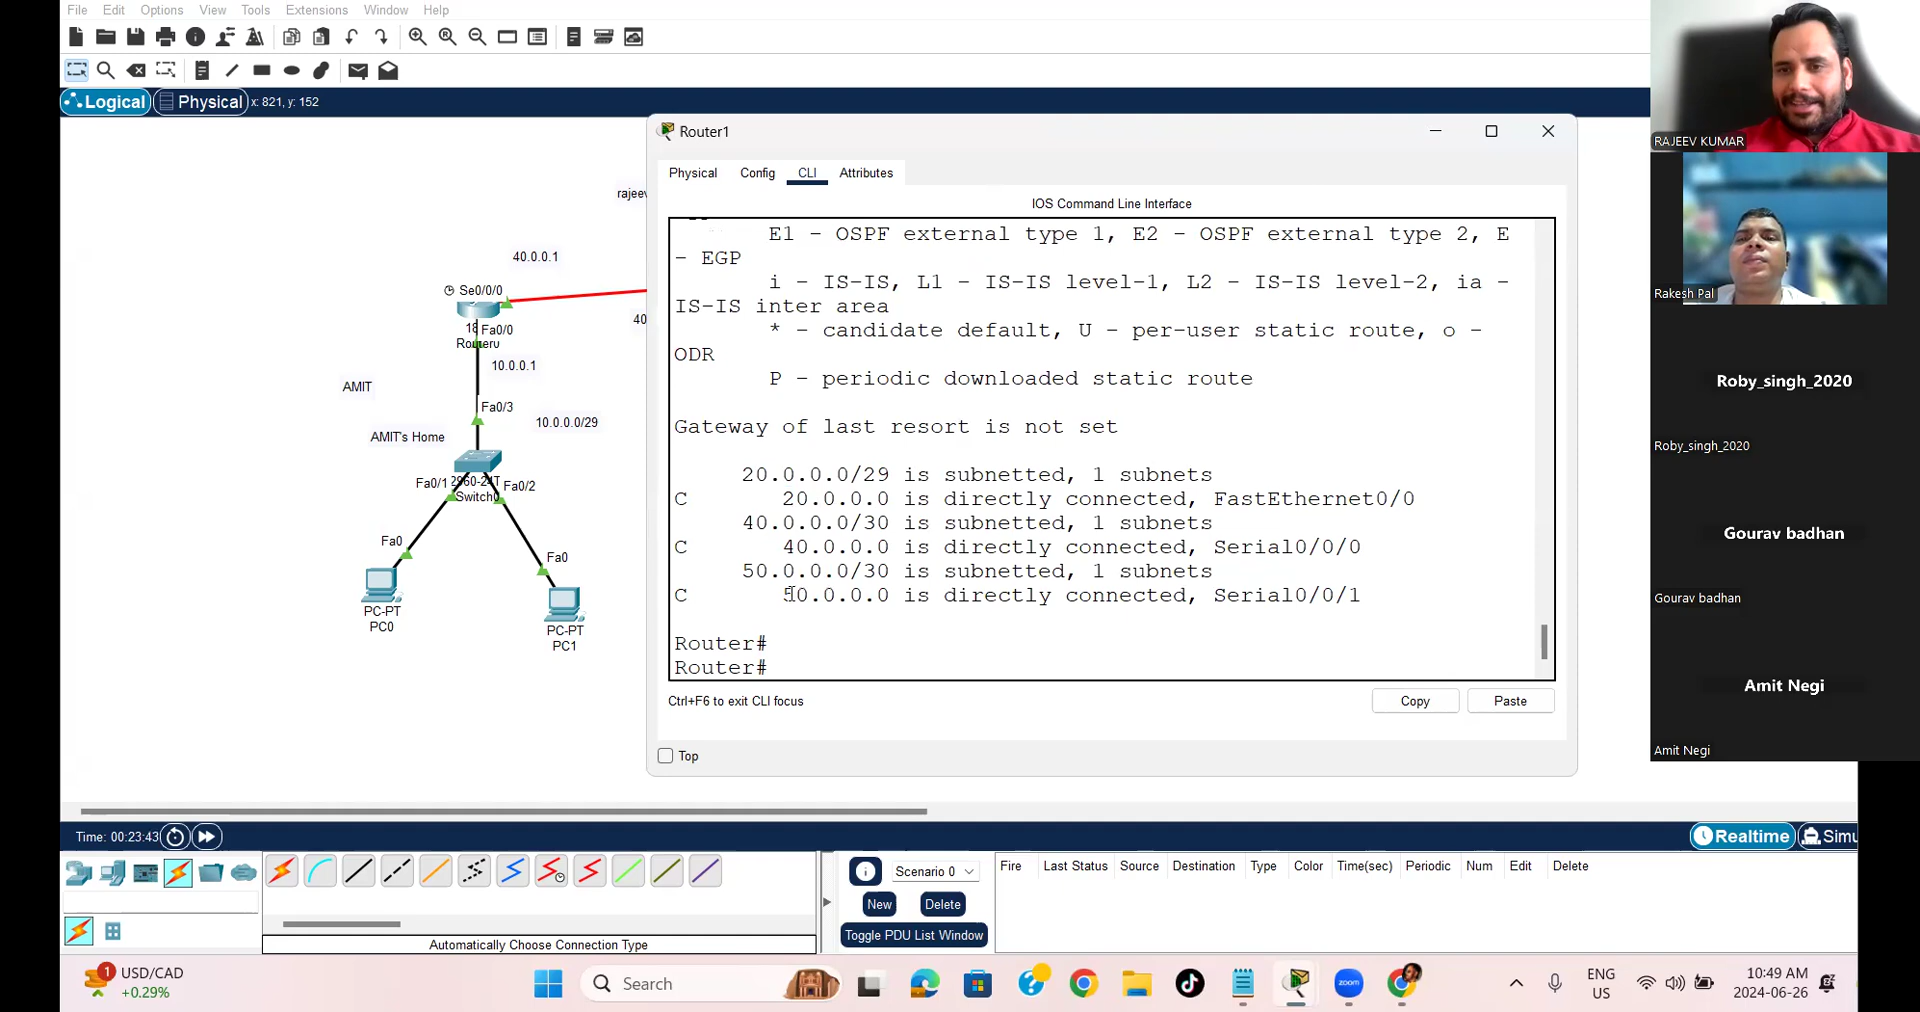 File Edit Options View Tools Extensions Window Help
Logical Physical x: 821, y: 152
rajeev
40.0.0.1
Se0/0/0
40
18 Fa0/0
10.0.0.1
AMIT
Fa0/3
10.0.0.0/29
AMIT's Home
Fa0/1 2960-24T Fa0/2
Switch0
Fa0
Fa0
PC-PT
PC0
PC-PT
PC1
Router1
Physical Config CLI Attributes
IOS Command Line Interface
E1 - OSPF external type 1, E2 - OSPF external type 2, E
- EGP
i - IS-IS, L1 - IS-IS level-1, L2 - IS-IS level-2, ia -
IS-IS inter area
* - candidate default, U - per-user static route, o -
ODR
P - periodic downloaded static route
Gateway of last resort is not set
20.0.0.0/29 is subnetted, 1 subnets
C 20.0.0.0 is directly connected, FastEthernet0/0
40.0.0.0/30 is subnetted, 1 subnets
C 40.0.0.0 is directly connected, Serial0/0/0
50.0.0.0/30 is subnetted, 1 subnets
C 50.0.0.0 is directly connected, Serial0/0/1
Router#
Router#
Ctrl+F6 to exit CLI focus
Copy Paste
Top
RAJEEV KUMAR
Rakesh Pal
Roby_singh_2020
Roby_singh_2020
Gourav badhan
Gourav badhan
Amit Negi
Amit Negi
Time: 00:23:43
Realtime Simu
Scenario 0
New Delete
Toggle PDU List Window
Fire Last Status Source Destination Type Color Time(sec) Periodic Num Edit Delete
Automatically Choose Connection Type
1
USD/CAD
+0.29%
Search
zoom
ENG
US
10:49 AM
2024-06-26